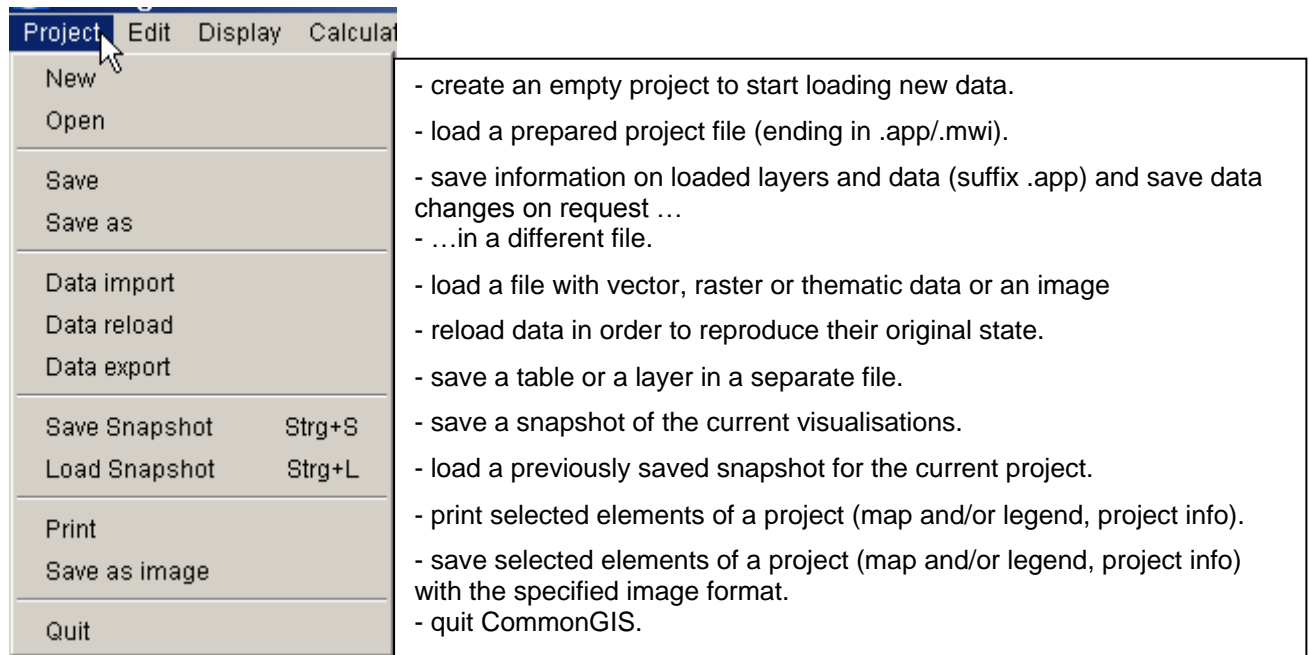 Project Edit Display Calculat
New
- create an empty project to start loading new data.
Open
- load a prepared project file (ending in .app/.mwi).
Save
- save information on loaded layers and data (suffix .app) and save data
changes on request …
Save as
- …in a different file.
Data import
- load a file with vector, raster or thematic data or an image
Data reload
- reload data in order to reproduce their original state.
Data export
- save a table or a layer in a separate file.
Save Snapshot Strg+S
- save a snapshot of the current visualisations.
Load Snapshot Strg+L
- load a previously saved snapshot for the current project.
Print
- print selected elements of a project (map and/or legend, project info).
Save as image
- save selected elements of a project (map and/or legend, project info)
with the specified image format.
Quit
- quit CommonGIS.